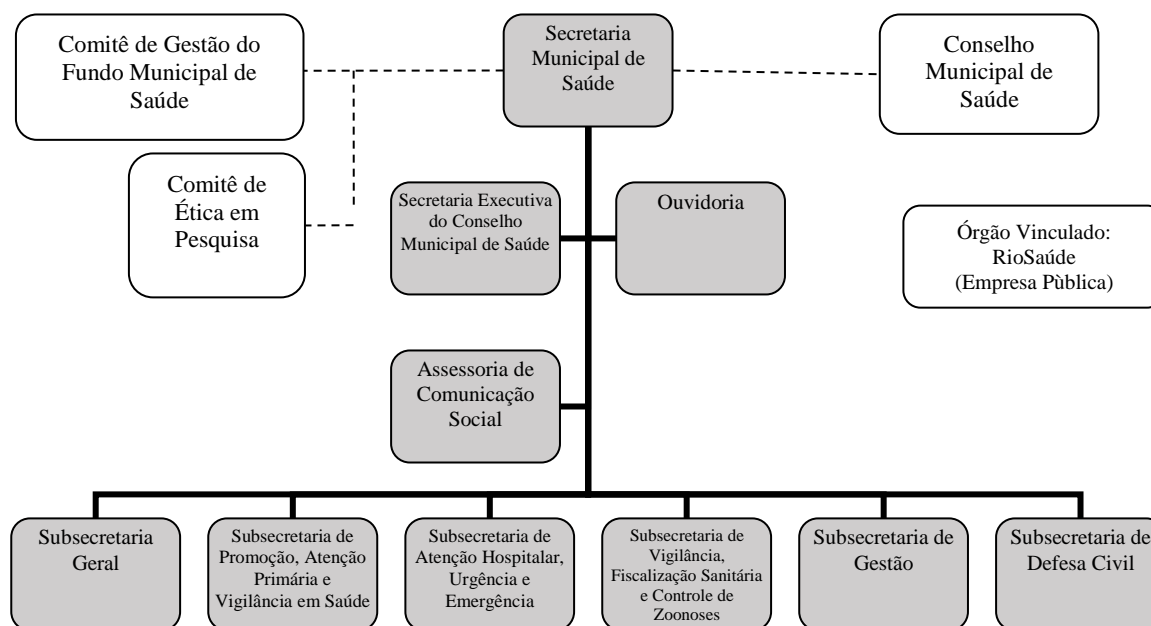 Comitê de Gestão do
Fundo Municipal de
Saúde
Secretaria
Municipal de
Saúde
Conselho
Municipal de
Saúde
Comitê de
Ética em
Pesquisa
Secretaria Executiva
do Conselho
Municipal de Saúde
Ouvidoria
Órgão Vinculado:
RioSaúde
(Empresa Pùblica)
Assessoria de
Comunicação
Social
Subsecretaria
Geral
Subsecretaria de
Promoção, Atenção
Primária e
Vigilância em Saúde
Subsecretaria de
Atenção Hospitalar,
Urgência e
Emergência
Subsecretaria de
Vigilância,
Fiscalização Sanitária
e Controle de
Zoonoses
Subsecretaria de
Gestão
Subsecretaria de
Defesa Civil